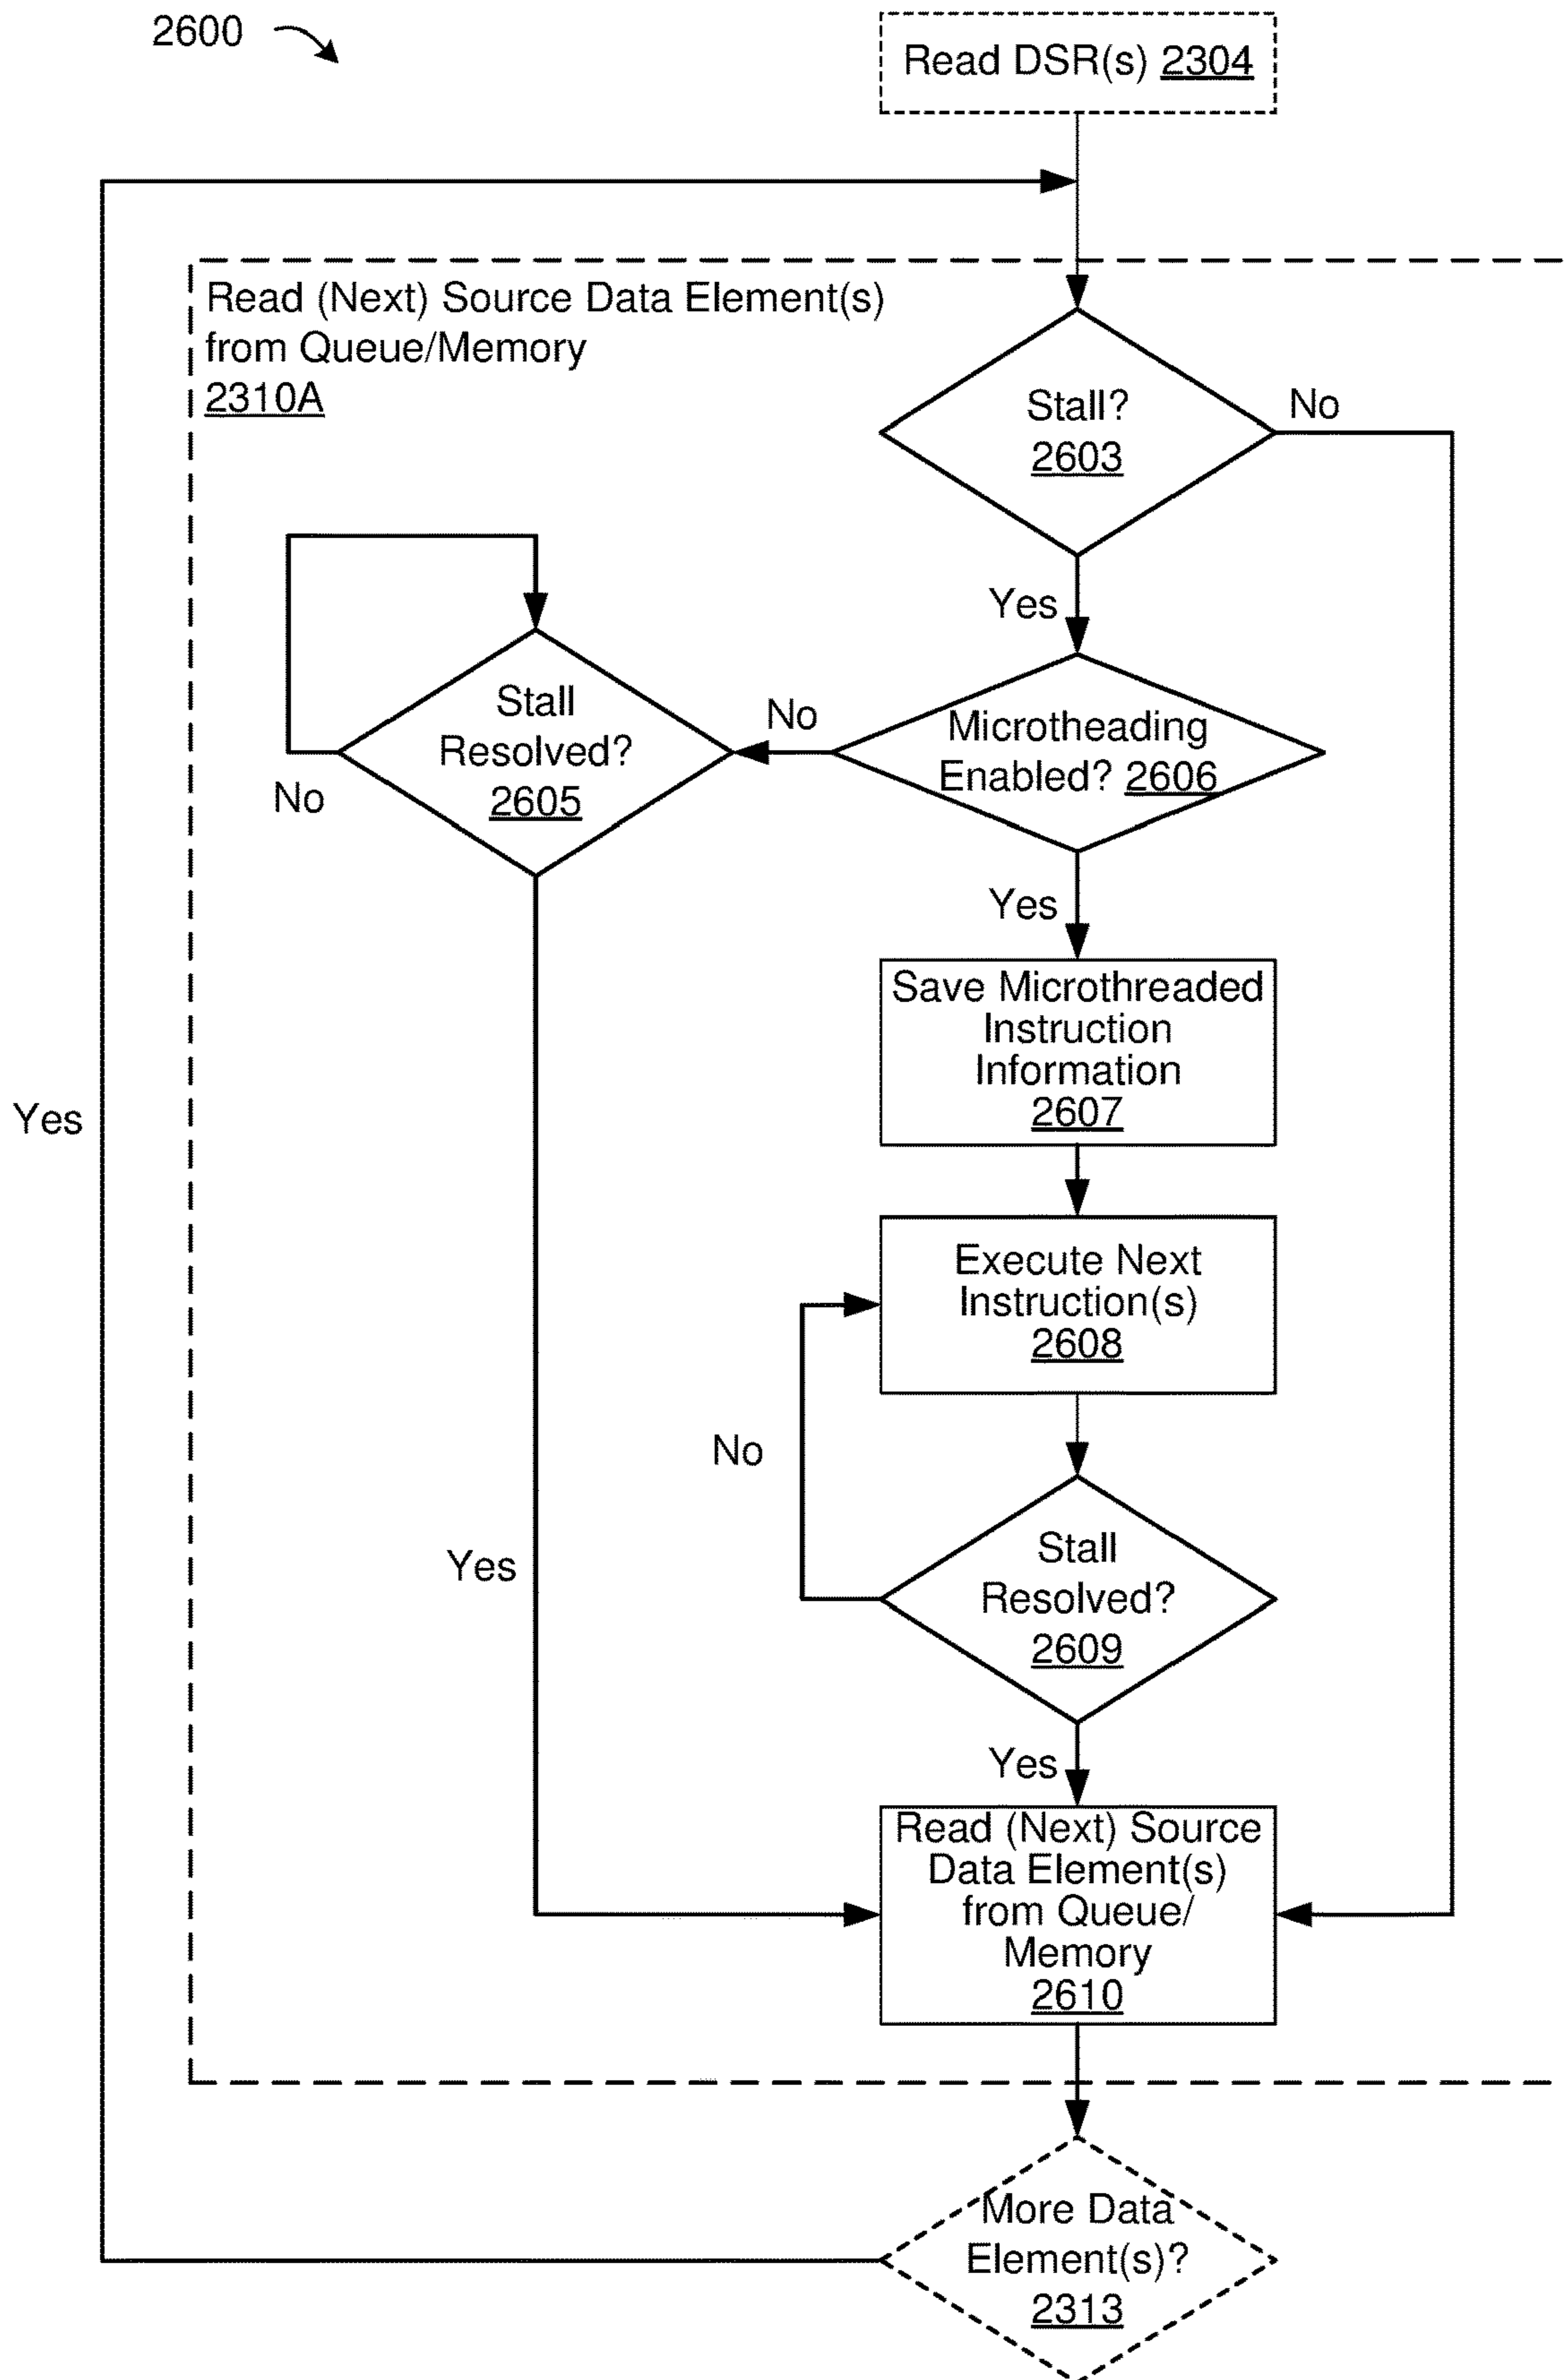 2600
Read DSR(s) 2304
Read (Next) Source Data Element(s)
from Queue/Memory
2310A
Stall?
2603
No
Yes
Microtheading
Enabled? 2606
No
Stall
Resolved?
2605
No
Yes
Save Microthreaded
Instruction
Information
2607
Yes
Execute Next
Instruction(s)
2608
No
Stall
Resolved?
2609
Yes
Yes
Read (Next) Source
Data Element(s)
from Queue/
Memory
2610
More Data
Element(s)?
2313